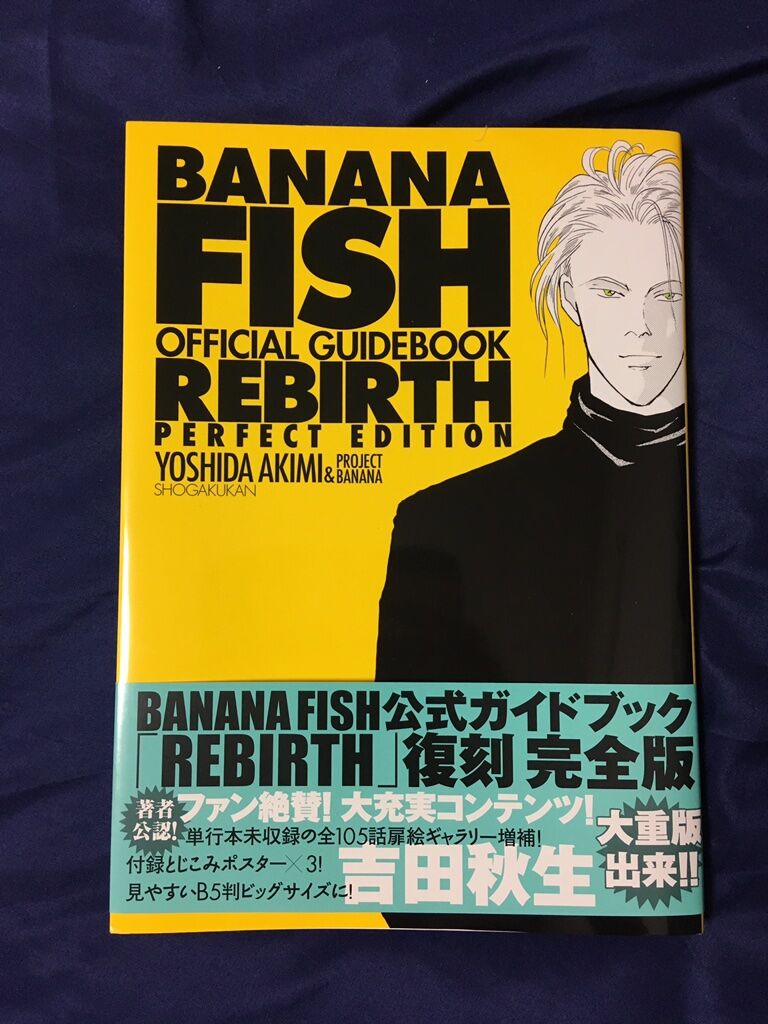 BANANA
FISH
OFFICIAL GUIDEBOOK
REBIRTH
PERFECT EDITION
YOSHIDA AKIMI & PROJECT BANANA
SHOGAKUKAN
BANANA FISH公式ガイドブック
「REBIRTH」復刻 完全版
著者公認!
ファン絶賛!大充実コンテンツ!
単行本未収録の全105話扉絵ギャラリー増補!
付録とじこみポスター×3!
見やすいB5判ビッグサイズに!
吉田秋生
大重版
出来!!